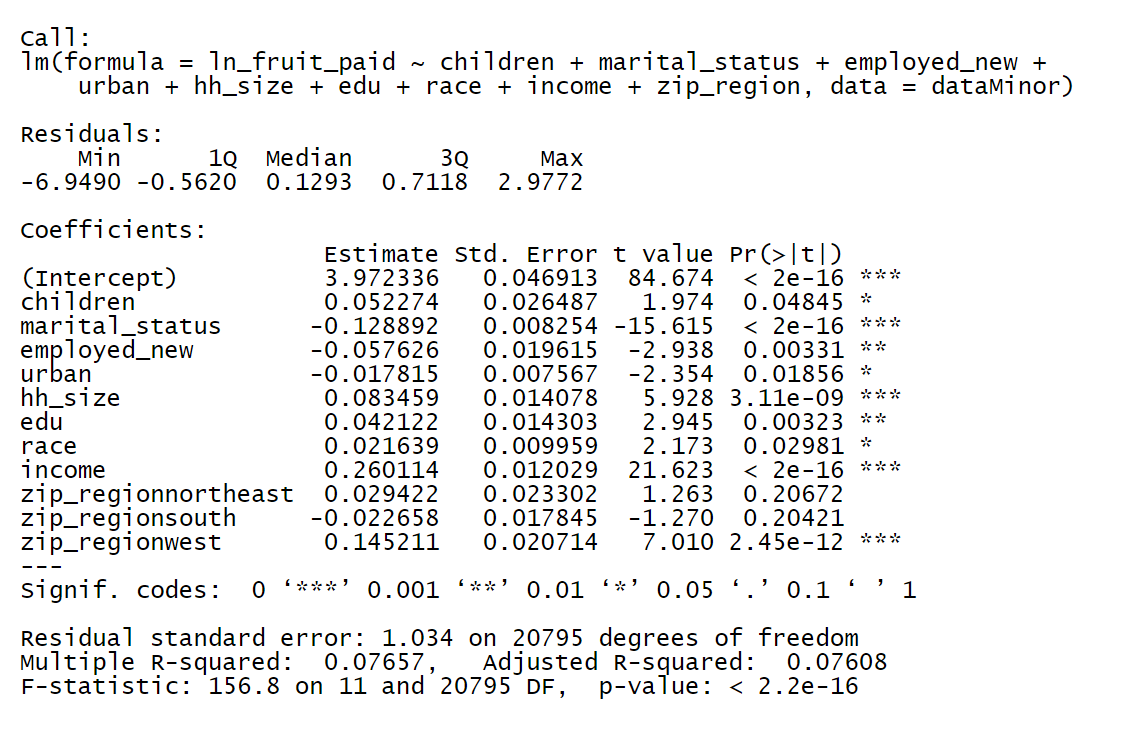 Call:
lm(formula = ln_fruit_paid ~ children + marital_status + employed_new +
    urban + hh_size + edu + race + income + zip_region, data = dataMinor)

Residuals:
    Min      1Q  Median      3Q     Max
-6.9490 -0.5620  0.1293  0.7118  2.9772

Coefficients:
                     Estimate Std. Error t value Pr(>|t|)
(Intercept)          3.972336   0.046913  84.674  < 2e-16 ***
children             0.052274   0.026487   1.974  0.04845 *
marital_status      -0.128892   0.008254 -15.615  < 2e-16 ***
employed_new        -0.057626   0.019615  -2.938  0.00331 **
urban               -0.017815   0.007567  -2.354  0.01856 *
hh_size              0.083459   0.014078   5.928 3.11e-09 ***
edu                  0.042122   0.014303   2.945  0.00323 **
race                 0.021639   0.009959   2.173  0.02981 *
income               0.260114   0.012029  21.623  < 2e-16 ***
zip_regionnortheast  0.029422   0.023302   1.263  0.20672
zip_regionsouth     -0.022658   0.017845  -1.270  0.20421
zip_regionwest       0.145211   0.020714   7.010 2.45e-12 ***
---
Signif. codes:  0 ‘***’ 0.001 ‘**’ 0.01 ‘*’ 0.05 ‘.’ 0.1 ‘ ’ 1

Residual standard error: 1.034 on 20795 degrees of freedom
Multiple R-squared:  0.07657,   Adjusted R-squared:  0.07608
F-statistic: 156.8 on 11 and 20795 DF,  p-value: < 2.2e-16